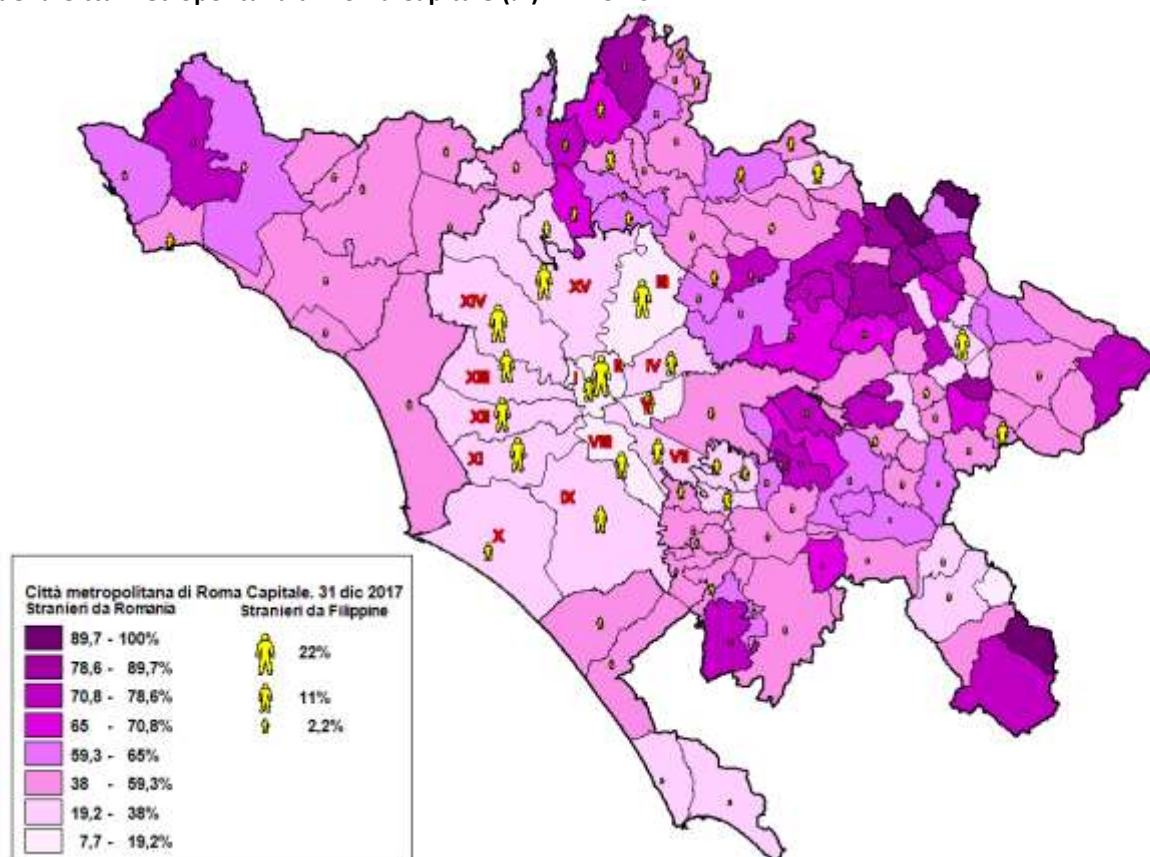 XIV
XV
III
XIII
I
II
IV
XII
V
XI
VIII
VII
IX
X
Città metropolitana di Roma Capitale. 31 dic 2017
Stranieri da Romania
Stranieri da Filippine
89,7 - 100%
78,6 - 89,7%
70,8 - 78,6%
65 - 70,8%
59,3 - 65%
38 - 59,3%
19,2 - 38%
7,7 - 19,2%
22%
11%
2,2%